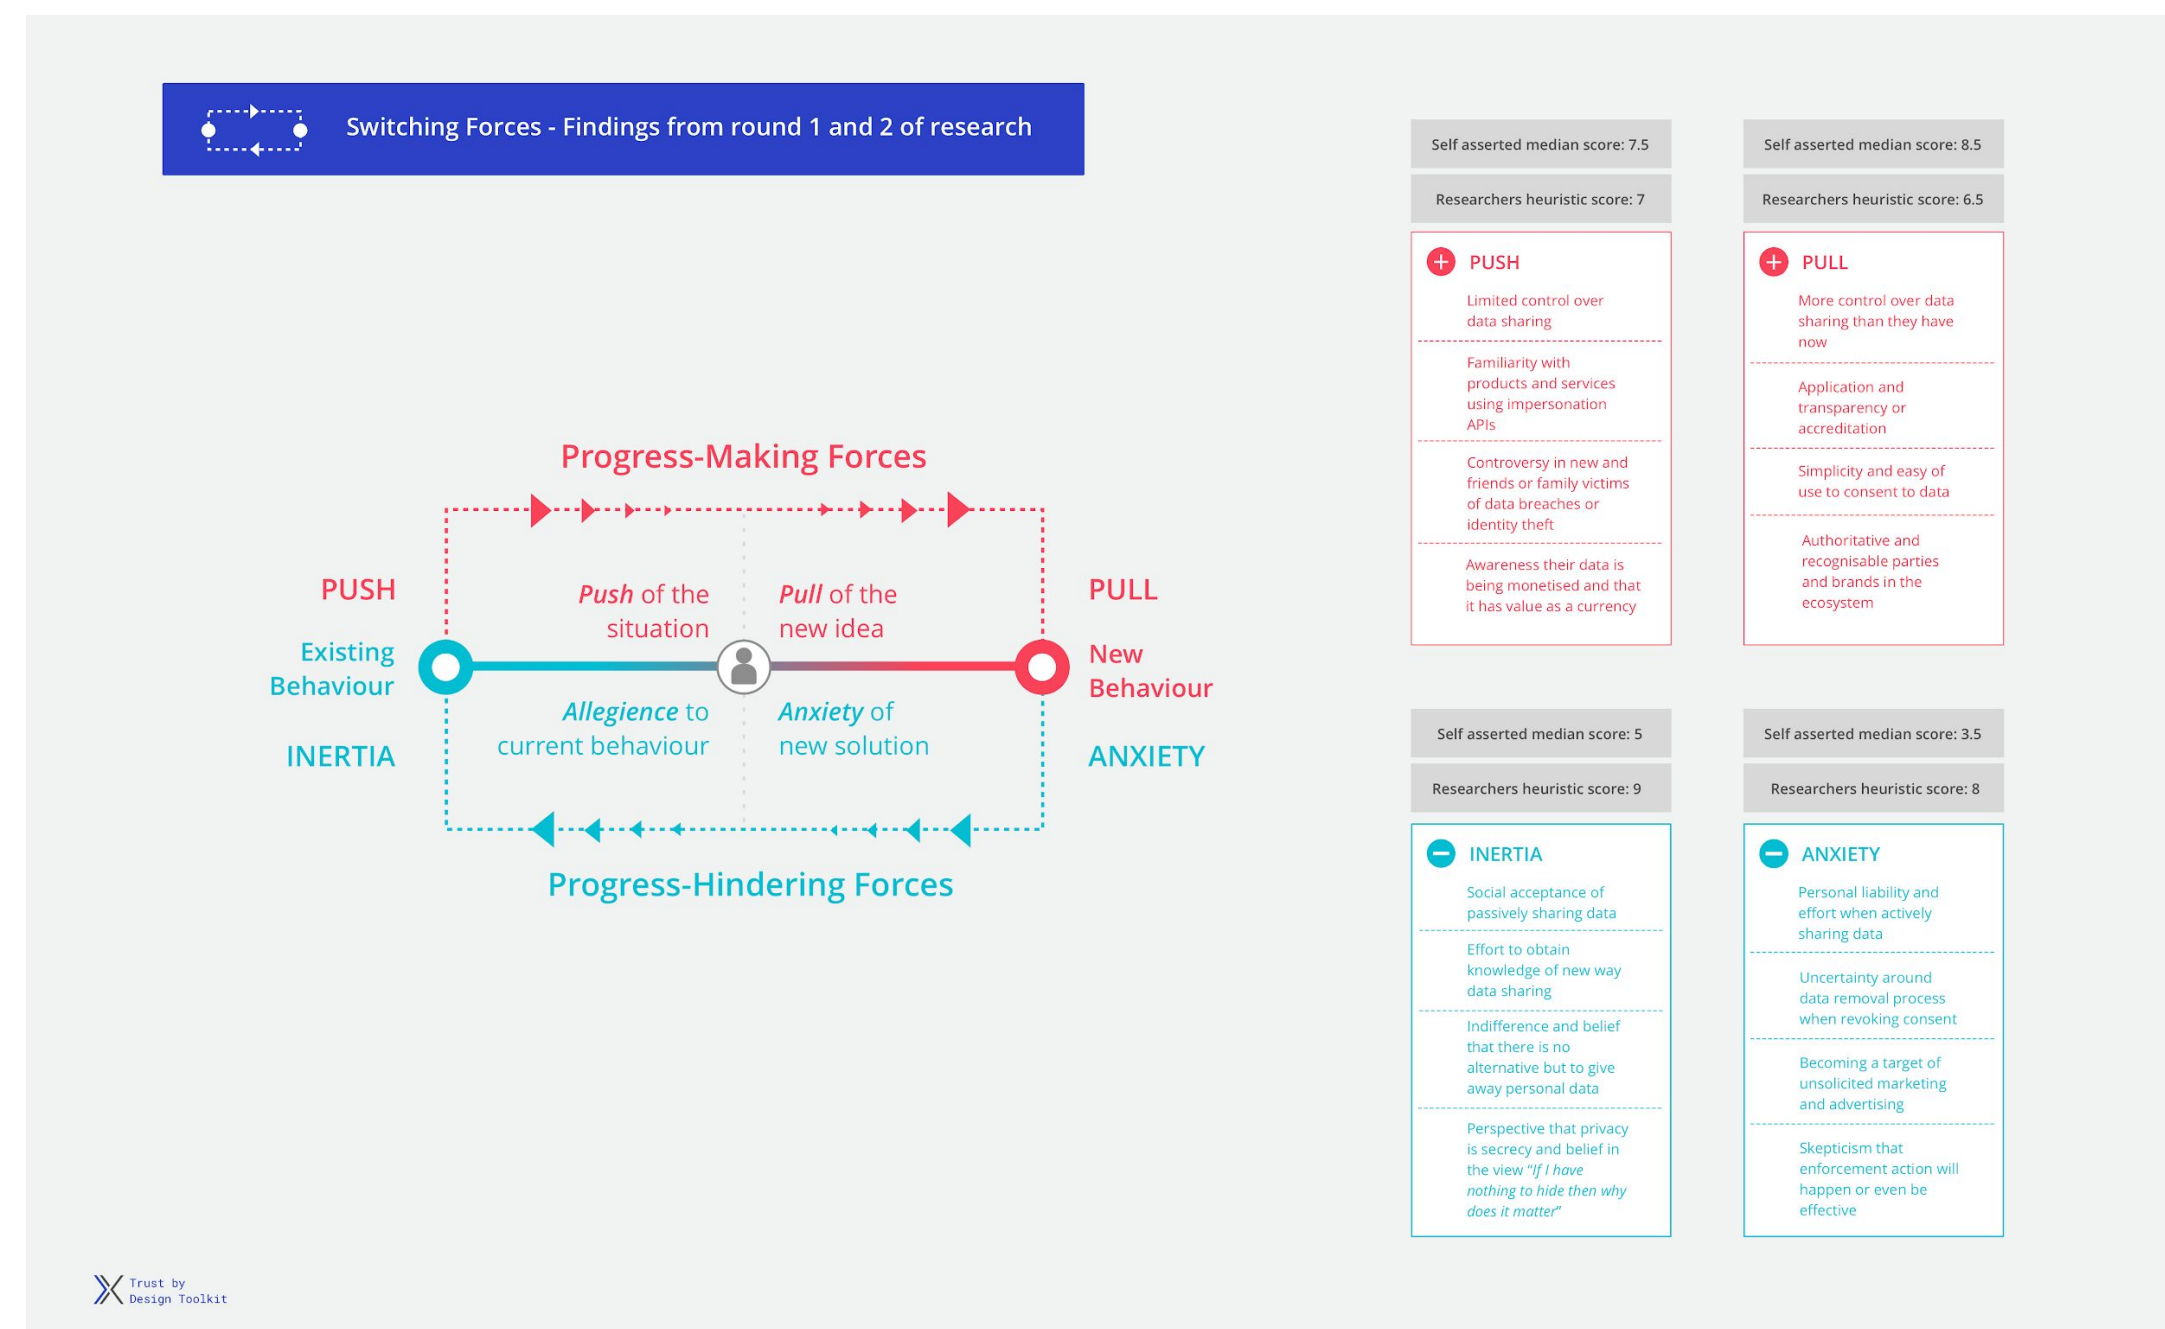 Switching Forces - Findings from round 1 and 2 of research
Progress-Making Forces
PUSH
Existing
Behaviour
INERTIA
Push of the
situation
Pull of the
new idea
Allegience to
current behaviour
Anxiety of
new solution
PULL
New
Behaviour
ANXIETY
Progress-Hindering Forces
Self asserted median score: 7.5
Researchers heuristic score: 7
PUSH
Limited control over
data sharing
Familiarity with
products and services
using impersonation
APIs
Controversy in new and
friends or family victims
of data breaches or
identity theft
Awareness their data is
being monetised and that
it has value as a currency
Self asserted median score: 8.5
Researchers heuristic score: 6.5
PULL
More control over data
sharing than they have
now
Application and
transparency or
accreditation
Simplicity and easy of
use to consent to data
Authoritative and
recognisable parties
and brands in the
ecosystem
Self asserted median score: 5
Researchers heuristic score: 9
INERTIA
Social acceptance of
passively sharing data
Effort to obtain
knowledge of new way
data sharing
Indifference and belief
that there is no
alternative but to give
away personal data
Perspective that privacy
is secrecy and belief in
the view “If I have
nothing to hide then why
does it matter”
Self asserted median score: 3.5
Researchers heuristic score: 8
ANXIETY
Personal liability and
effort when actively
sharing data
Uncertainty around
data removal process
when revoking consent
Becoming a target of
unsolicited marketing
and advertising
Skepticism that
enforcement action will
happen or even be
effective
Trust by
Design Toolkit